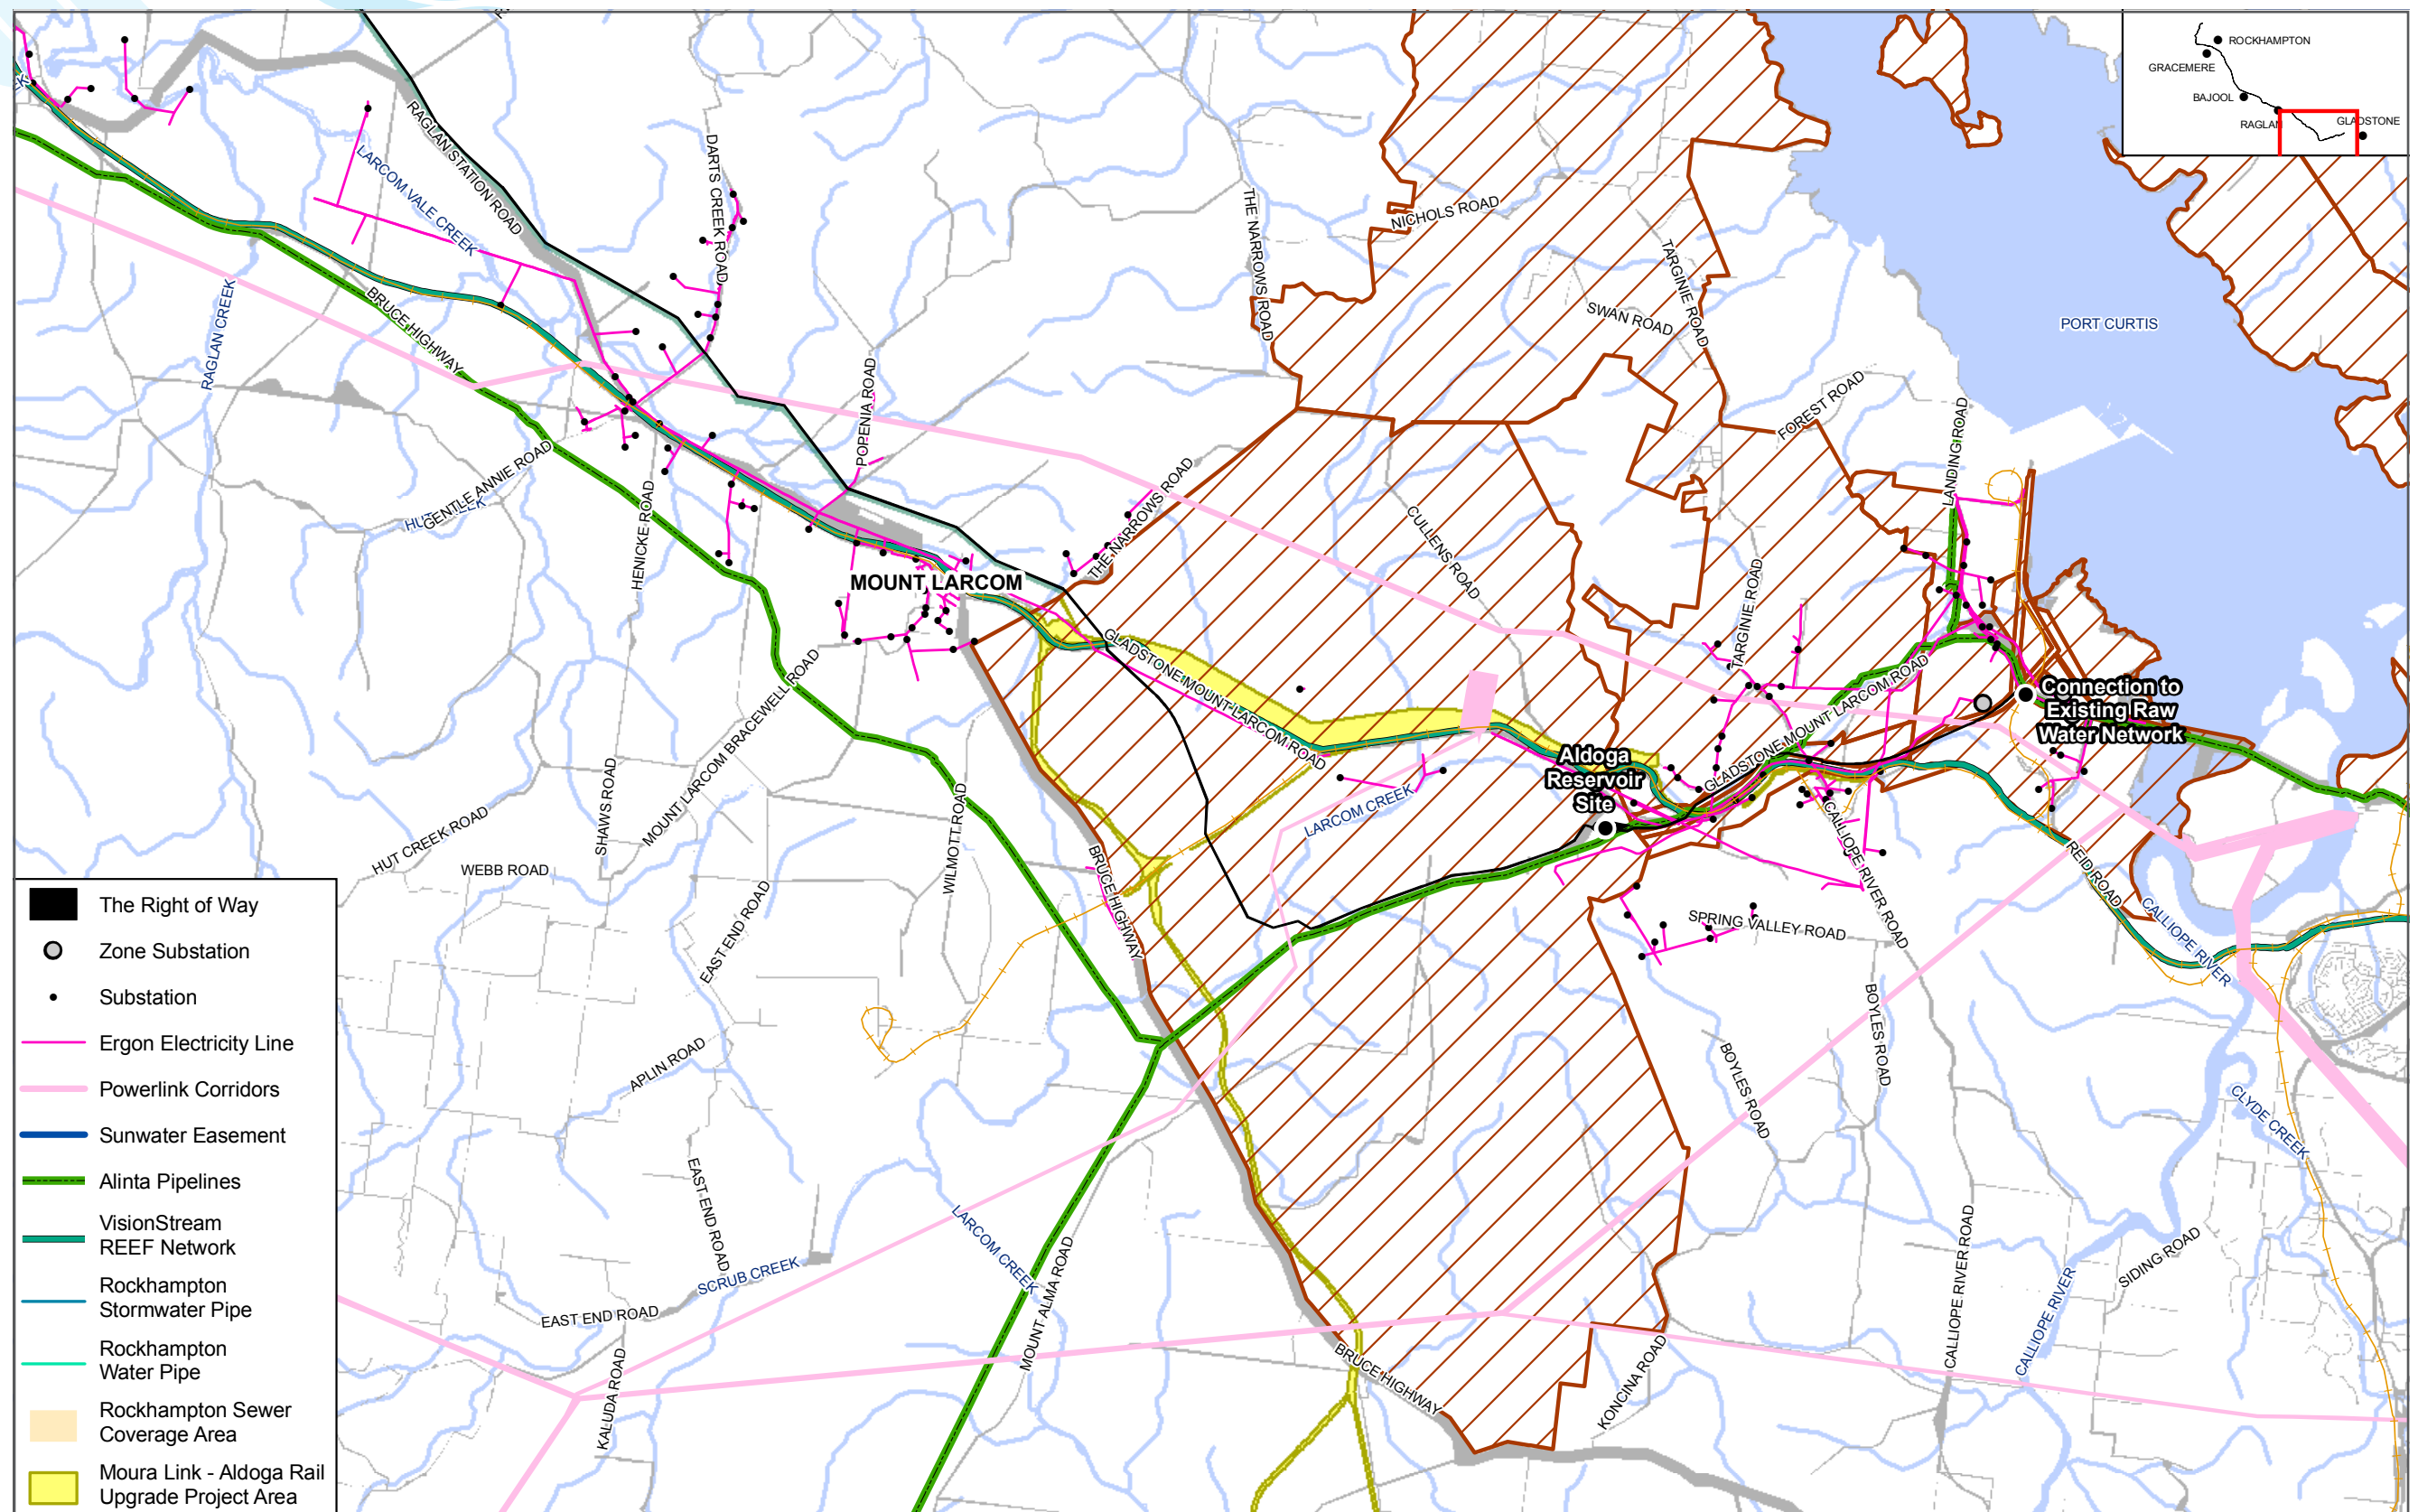 ROCKHAMPTON
GRACEMERE
BAJOOL
RAGLAN
GLADSTONE
RAGLAN STATION ROAD
LARCOM VALE CREEK
DARTS CREEK ROAD
THE NARROWS ROAD
NICHOLS ROAD
TARGINIE ROAD
SWAN ROAD
PORT CURTIS
RAGLAN CREEK
BRUCE HIGHWAY
POPENIA ROAD
FOREST ROAD
LANDING ROAD
GENTLE ANNIE ROAD
HENICKE ROAD
THE NARROWS ROAD
CULLENS ROAD
TARGINIE ROAD
MOUNT LARCOM
GLADSTONE MOUNT LARCOM ROAD
GLADSTONE MOUNT LARCOM ROAD
Connection to
Existing Raw
Water Network
Aldoga
Reservoir
Site
MOUNT LARCOM BRACEWELL ROAD
SHAWS ROAD
HUT CREEK ROAD
WEBB ROAD
WILMOTT ROAD
LARCOM CREEK
CALLIOPE RIVER ROAD
REID ROAD
BRUCE HIGHWAY
EAST END ROAD
SPRING VALLEY ROAD
CALLIOPE RIVER
BOYLES ROAD
BOYLES ROAD
APLIN ROAD
CLYDE CREEK
EAST END ROAD
SCRUB CREEK
LARCOM CREEK
MOUNT ALMA ROAD
EAST END ROAD
KALUDA ROAD
BRUCE HIGHWAY
KONCINA ROAD
CALLIOPE RIVER ROAD
CALLIOPE RIVER
SIDING ROAD
The Right of Way
Zone Substation
Substation
Ergon Electricity Line
Powerlink Corridors
Sunwater Easement
Alinta Pipelines
VisionStream
REEF Network
Rockhampton
Stormwater Pipe
Rockhampton
Water Pipe
Rockhampton Sewer
Coverage Area
Moura Link - Aldoga Rail
Upgrade Project Area